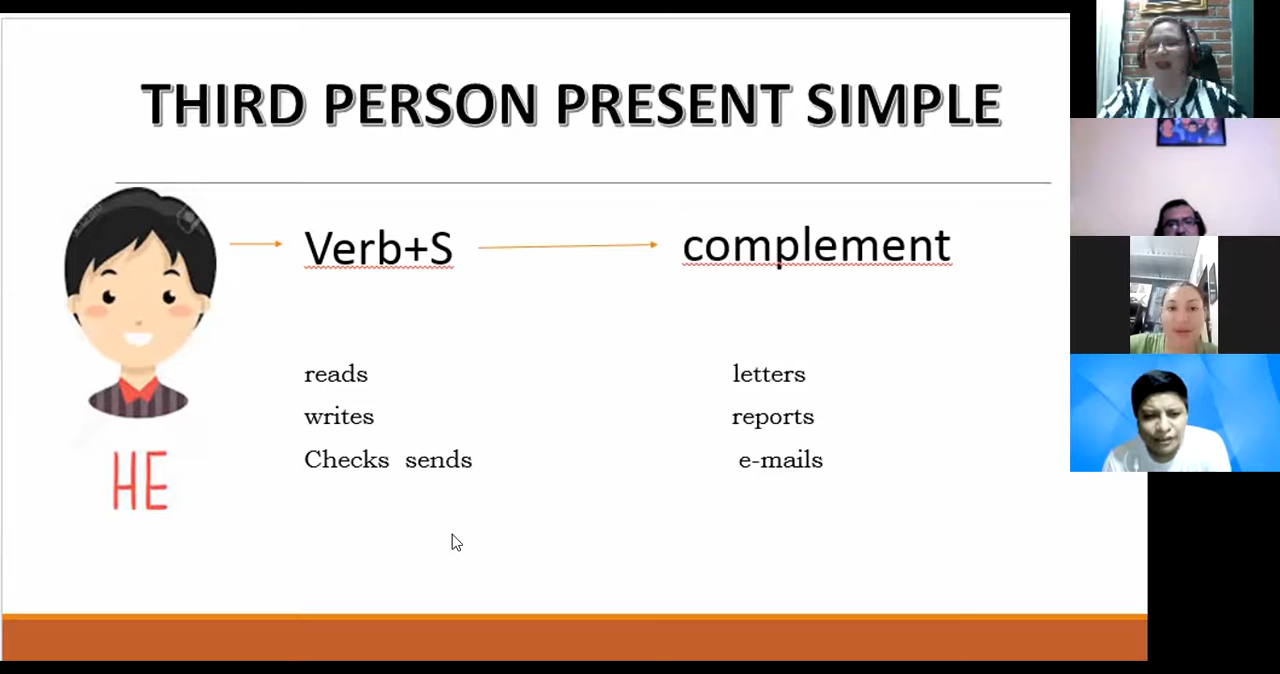 THIRD PERSON PRESENT SIMPLE
Verb+S complement
reads letters
writes reports
Checks sends e-mails
HE